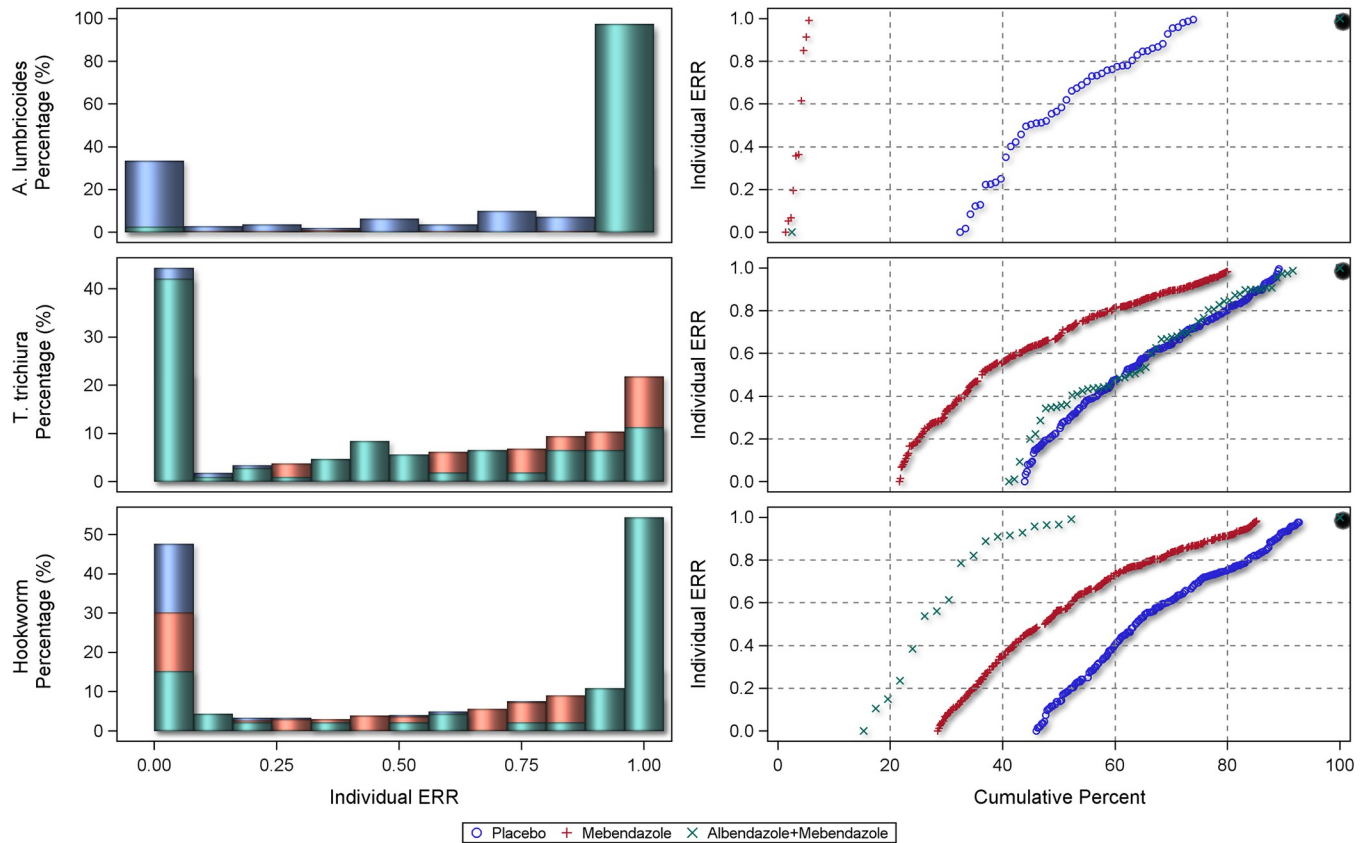 A. lumbricoides
Percentage (%)
100
80
60
40
20
0
Individual ERR
1.0
0.8
0.6
0.4
0.2
0.0
T. trichiura
Percentage (%)
40
30
20
10
0
Individual ERR
1.0
0.8
0.6
0.4
0.2
0.0
Hookworm
Percentage (%)
50
40
30
20
10
0
Individual ERR
1.0
0.8
0.6
0.4
0.2
0.0
0.00 0.25 0.50 0.75 1.00
Individual ERR
0 20 40 60 80 100
Cumulative Percent
Placebo Mebendazole Albendazole+Mebendazole